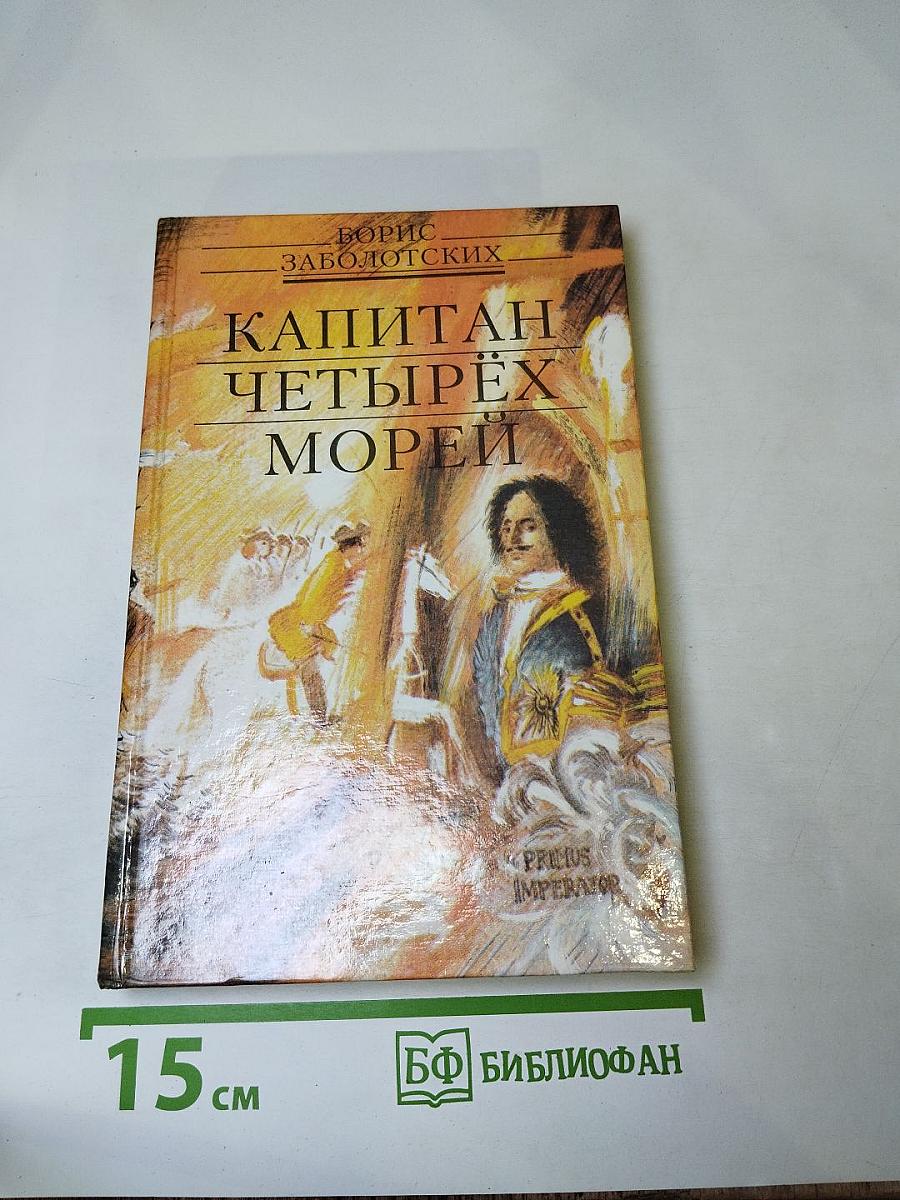 БОРИС
ЗАБОЛОТСКИХ
КАПИТАН
ЧЕТЫРЁХ
МОРЕЙ
PRIMUS
IMPERATOR
15 см
БФ БИБЛИОФАН